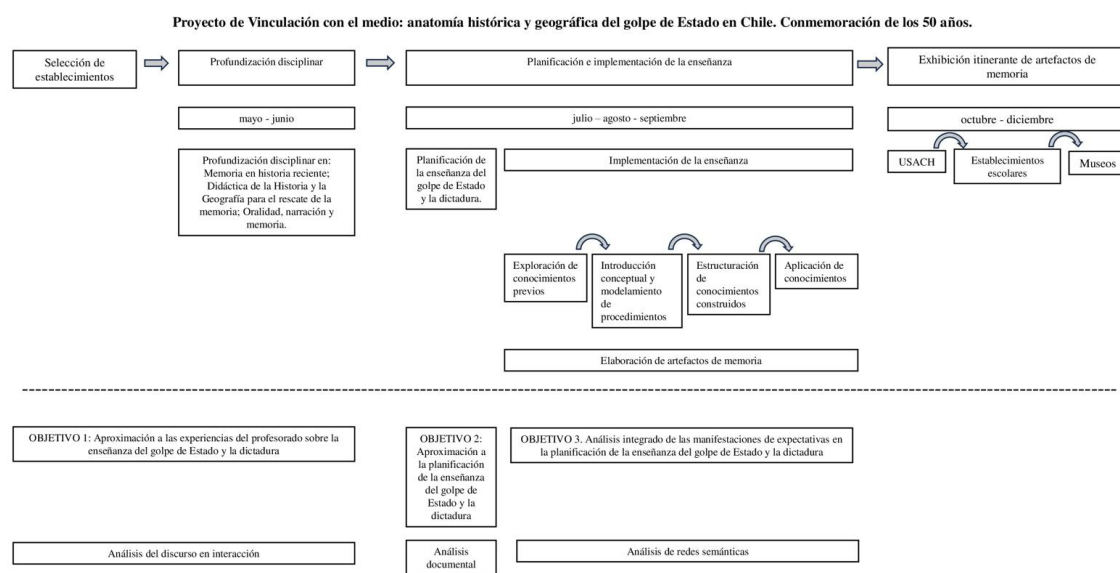 Proyecto de Vinculación con el medio: anatomía histórica y geográfica del golpe de Estado en Chile. Conmemoración de los 50 años.
Selección de
establecimientos
Profundización disciplinar
Planificación e implementación de la enseñanza
Exhibición itinerante de artefactos de
memoria
mayo - junio
julio – agosto - septiembre
octubre - diciembre
Profundización disciplinar en:
Memoria en historia reciente;
Didáctica de la Historia y la
Geografía para el rescate de la
memoria; Oralidad, narración y
memoria.
Planificación de
la enseñanza del
golpe de Estado
y la dictadura.
Implementación de la enseñanza
USACH
Establecimientos
escolares
Museos
Exploración de
conocimientos
previos
Introducción
conceptual y
modelamiento
de
procedimientos
Estructuración
de
conocimientos
construidos
Aplicación de
conocimientos
Elaboración de artefactos de memoria
OBJETIVO 1: Aproximación a las experiencias del profesorado sobre la
enseñanza del golpe de Estado y la dictadura
OBJETIVO 2:
Aproximación a
la planificación
de la enseñanza
del golpe de
Estado y la
dictadura
OBJETIVO 3. Análisis integrado de las manifestaciones de expectativas en
la planificación de la enseñanza del golpe de Estado y la dictadura
Análisis del discurso en interacción
Análisis
documental
Análisis de redes semánticas